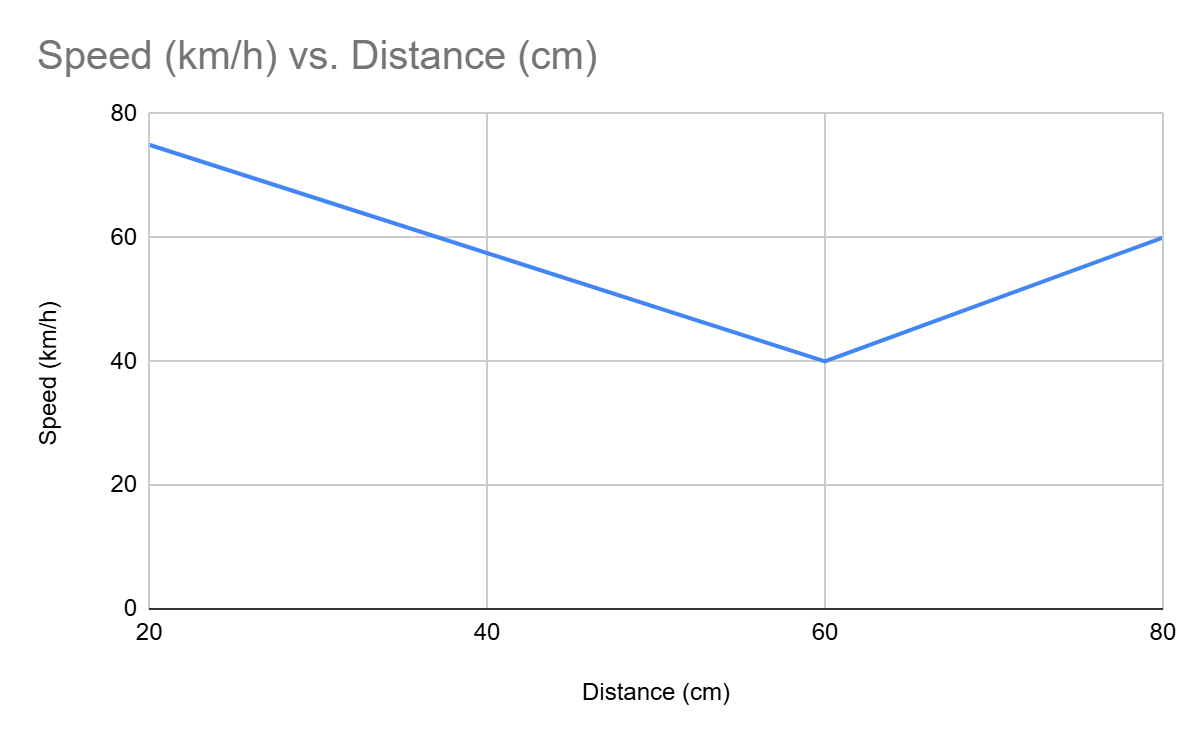 Speed (km/h) vs. Distance (cm)
80
60
40
20
0
Speed (km/h)
20 40 60 80
Distance (cm)